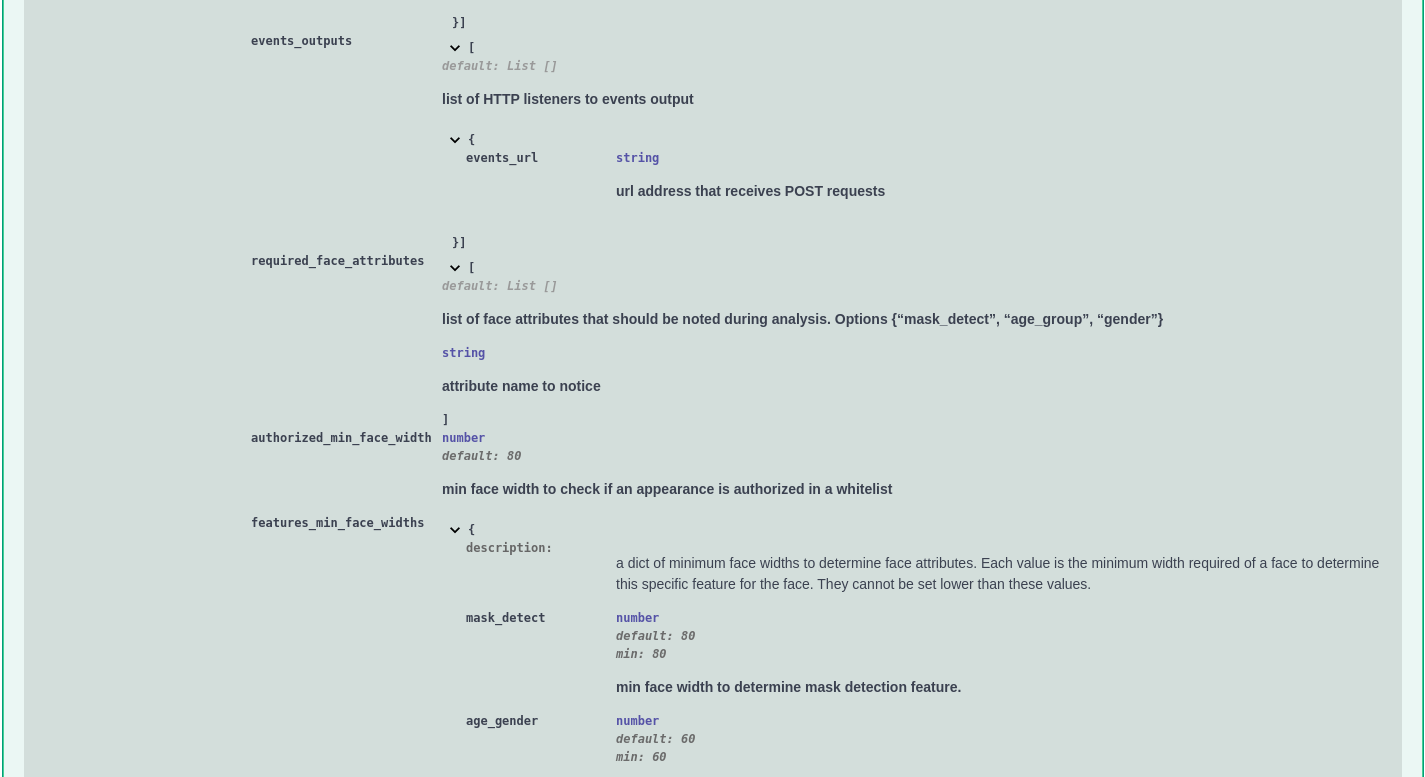 }]
events_outputs
[
default: List []
list of HTTP listeners to events output
{
events_url string
url address that receives POST requests
}]
required_face_attributes
[
default: List []
list of face attributes that should be noted during analysis. Options {“mask_detect”, “age_group”, “gender”}
string
attribute name to notice
]
authorized_min_face_width number
default: 80
min face width to check if an appearance is authorized in a whitelist
features_min_face_widths
{
description:
a dict of minimum face widths to determine face attributes. Each value is the minimum width required of a face to determine
this specific feature for the face. They cannot be set lower than these values.
mask_detect number
default: 80
min: 80
min face width to determine mask detection feature.
age_gender number
default: 60
min: 60